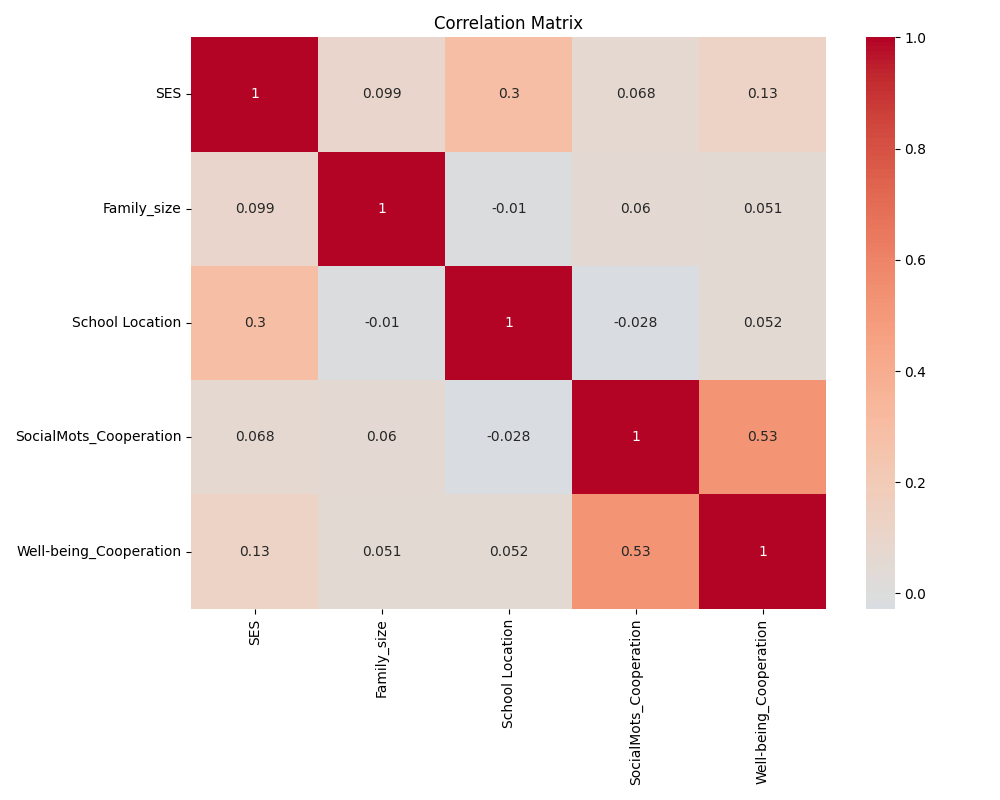 Correlation Matrix
SES 1 0.099 0.3 0.068 0.13
Family_size 0.099 1 -0.01 0.06 0.051
School Location 0.3 -0.01 1 -0.028 0.052
SocialMots_Cooperation 0.068 0.06 -0.028 1 0.53
Well-being_Cooperation 0.13 0.051 0.052 0.53 1
SES
Family_size
School Location
SocialMots_Cooperation
Well-being_Cooperation
1.0
0.8
0.6
0.4
0.2
0.0